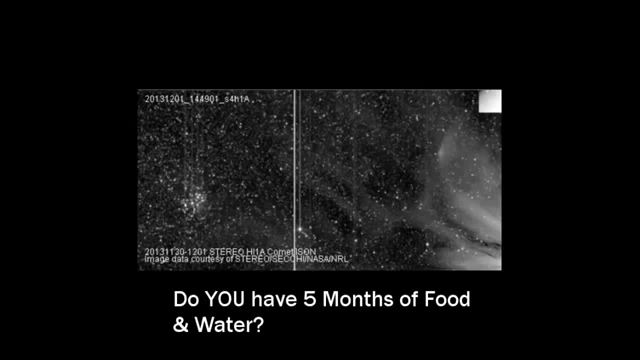 20131201_144901_s4h1A
20131130-1201 STEREO HI1A Comet ISON
Image data courtesy of STEREO/SECCHI/NASA/NRL
Do YOU have 5 Months of Food
& Water?